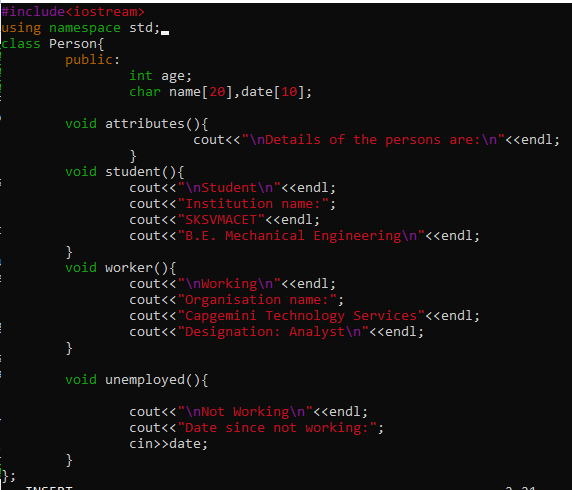 #include<iostream>
using namespace std;
class Person{
        public:
                int age;
                char name[20],date[10];

        void attributes(){
                        cout<<"\nDetails of the persons are:\n"<<endl;
                }
        void student(){
                cout<<"\nStudent\n"<<endl;
                cout<<"Institution name:";
                cout<<"SKSVMACET"<<endl;
                cout<<"B.E. Mechanical Engineering\n"<<endl;
        }
        void worker(){
                cout<<"\nWorking\n"<<endl;
                cout<<"Organisation name:";
                cout<<"Capgemini Technology Services"<<endl;
                cout<<"Designation: Analyst\n"<<endl;
        }

        void unemployed(){

                cout<<"\nNot Working\n"<<endl;
                cout<<"Date since not working:";
                cin>>date;
        }
};
-- INSERT --